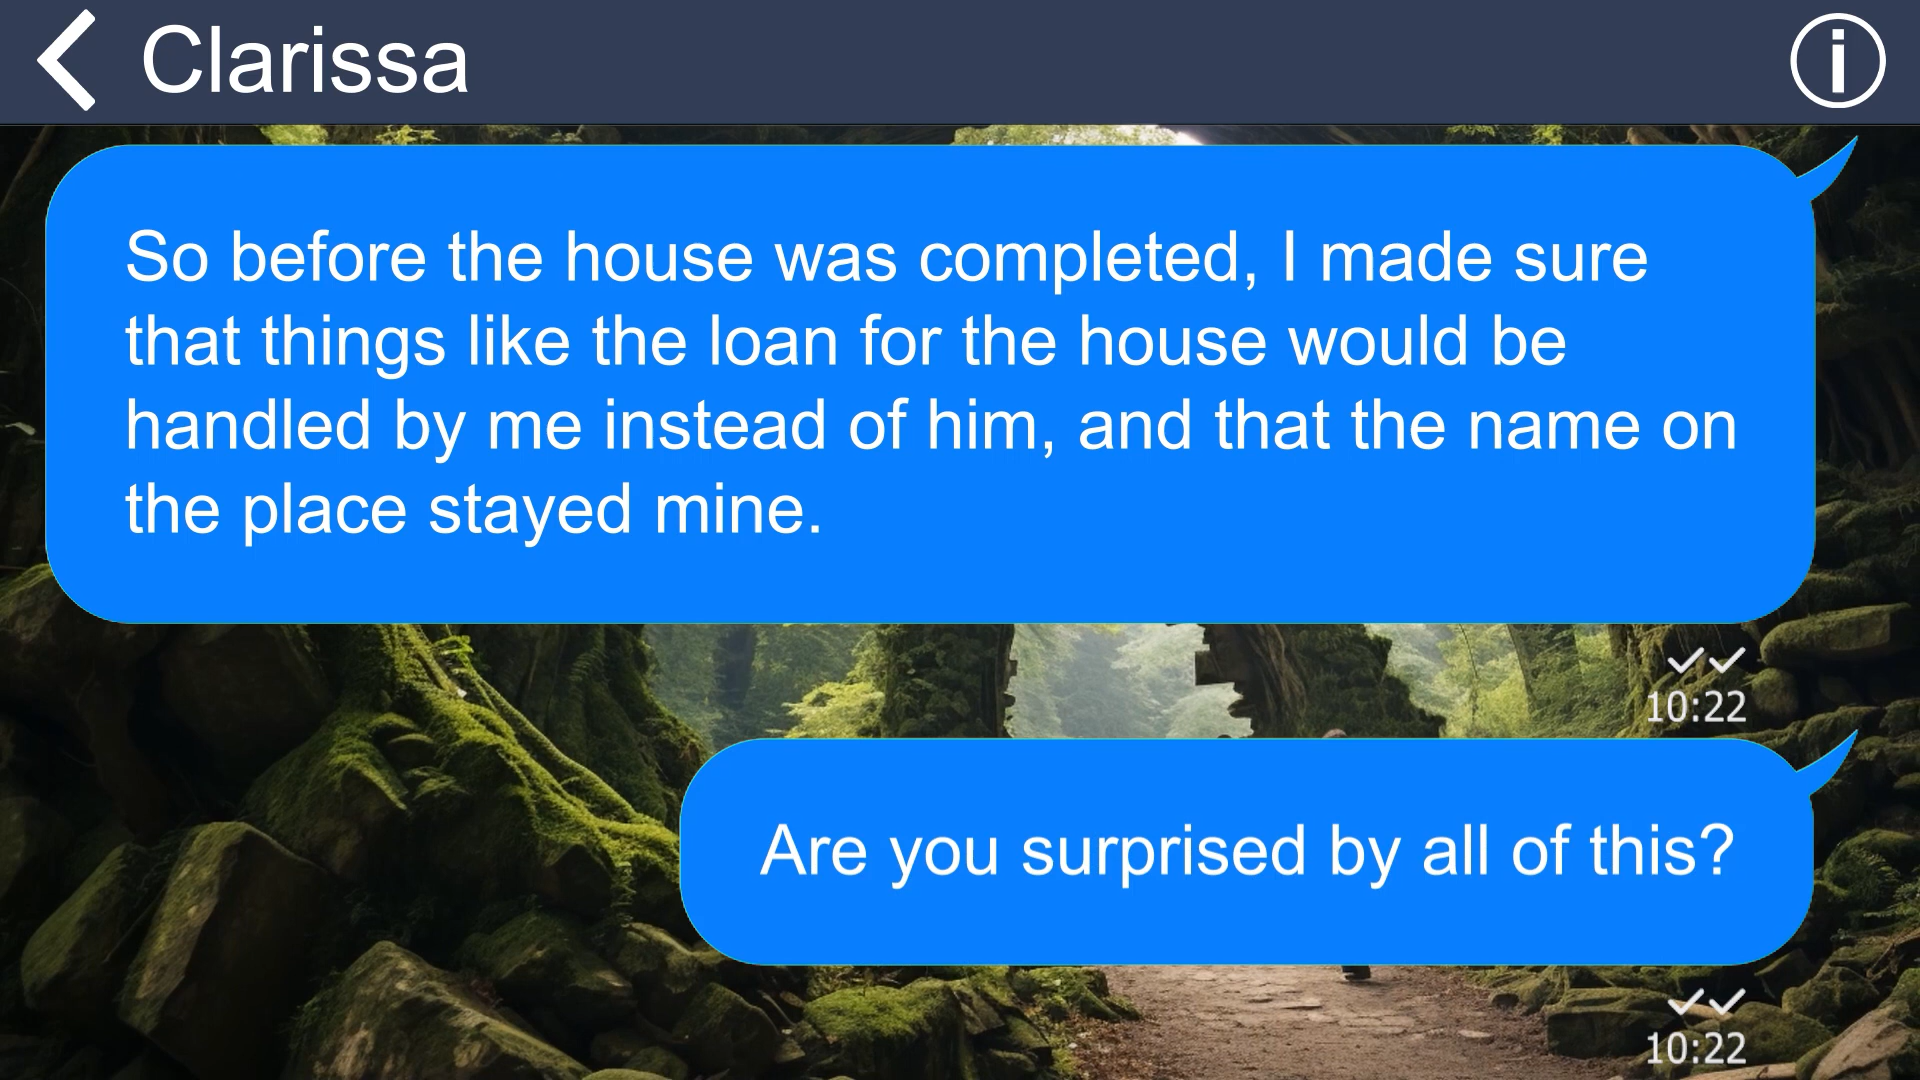 Clarissa
So before the house was completed, I made sure
that things like the loan for the house would be
handled by me instead of him, and that the name on
the place stayed mine.
10:22
Are you surprised by all of this?
10:22